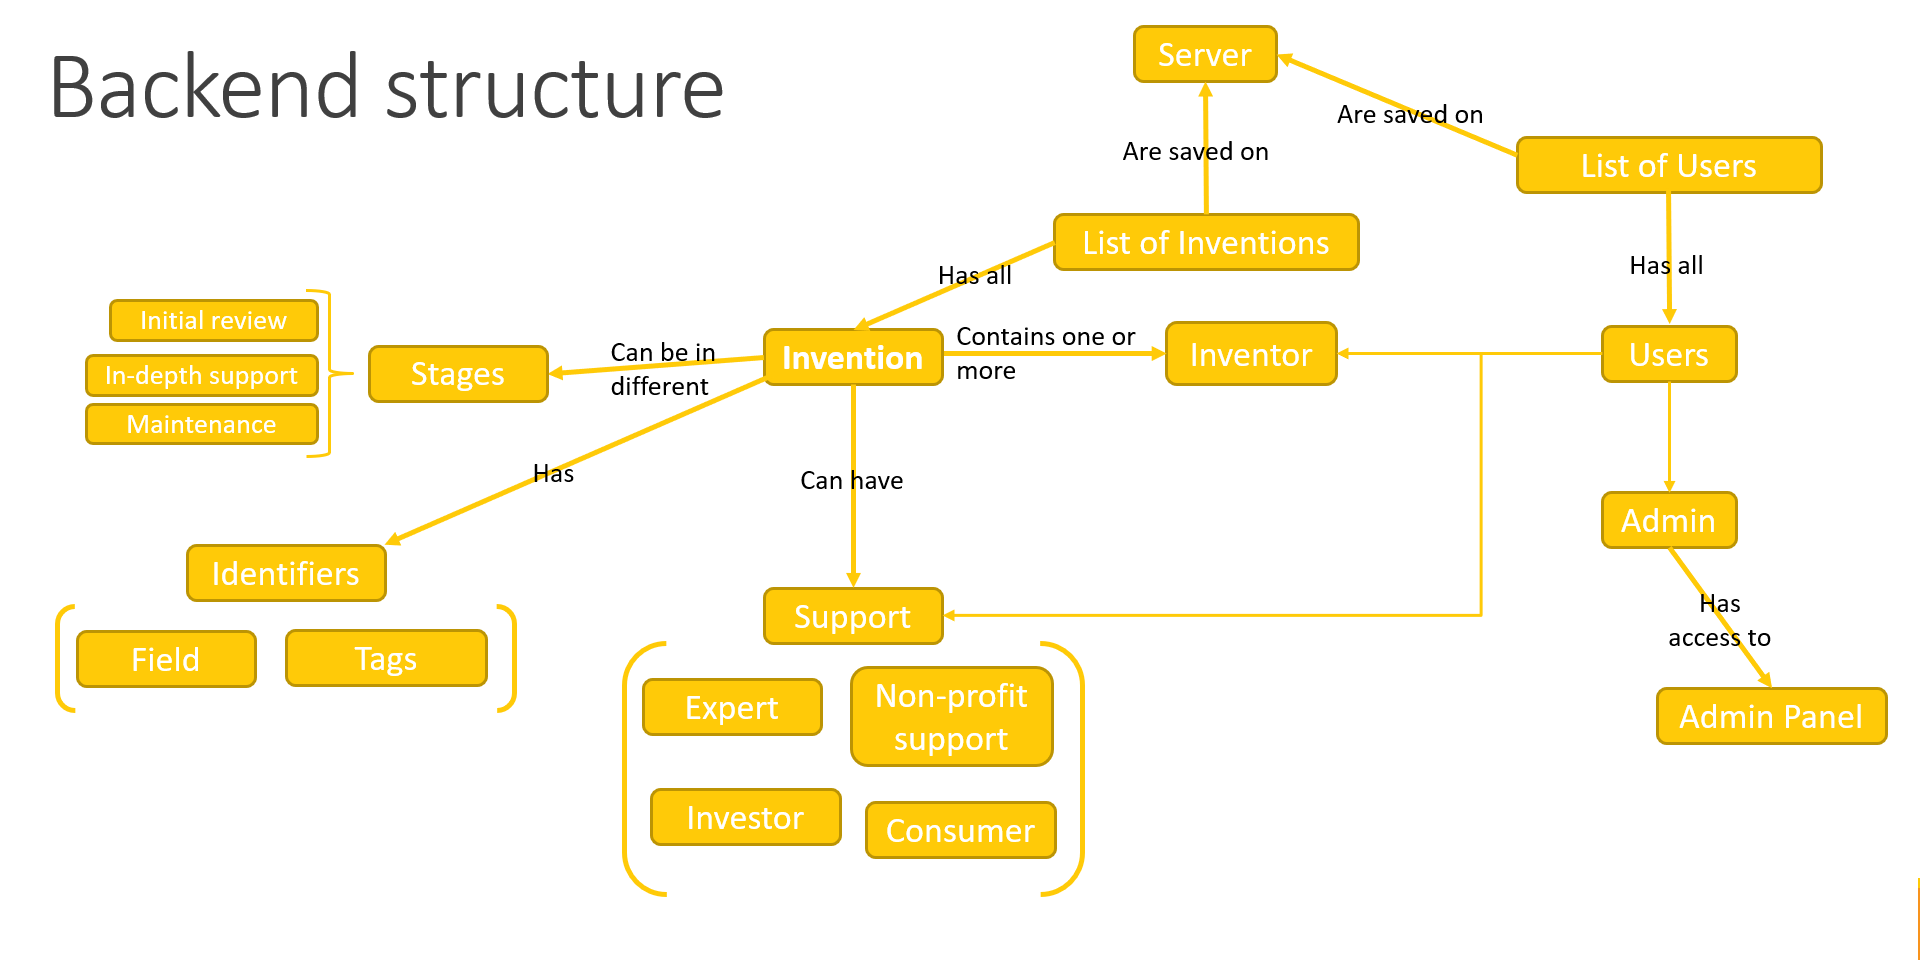 Backend structure
Server
Are saved on
Are saved on
List of Users
List of Inventions
Has all
Has all
Initial review
In-depth support
Maintenance
Stages
Can be in
different
Invention
Contains one or
more
Inventor
Users
Has
Can have
Admin
Identifiers
Field
Tags
Support
Has
access to
Expert
Non-profit
support
Admin Panel
Investor
Consumer